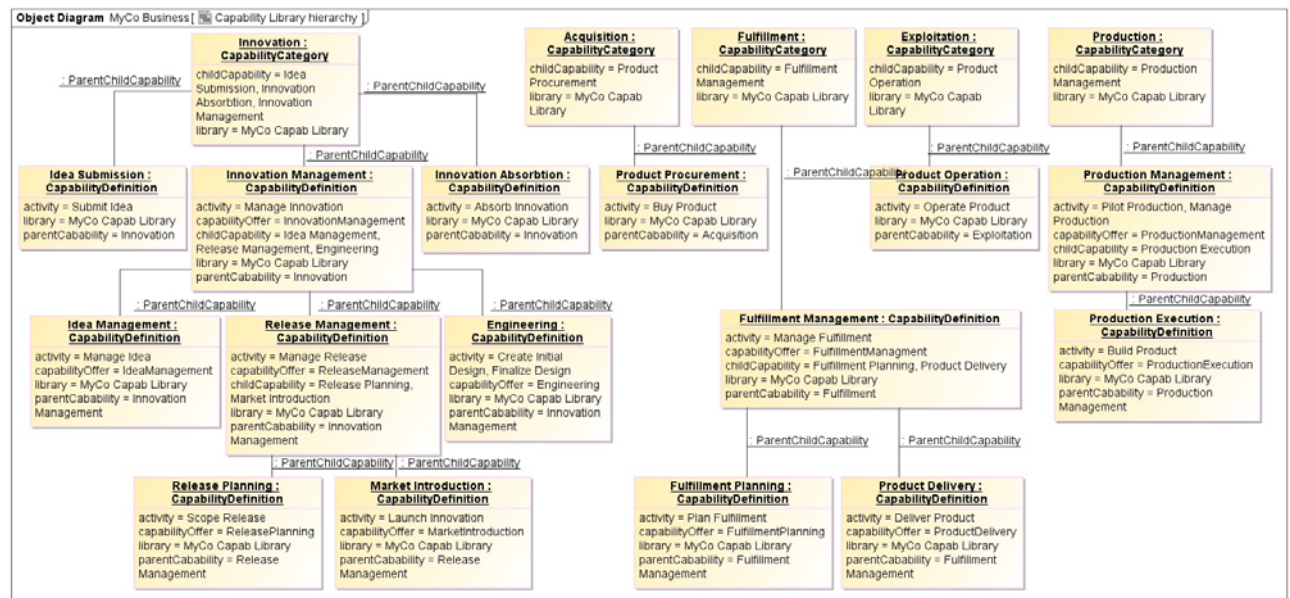 Object Diagram MyCo Business[ Capability Library hierarchy ]
Innovation :
CapabilityCategory
childCapability = Idea
Submission, Innovation
Absorbtion, Innovation
Management
library = MyCo Capab Library
Acquisition :
CapabilityCategory
childCapability = Product
Procurement
library = MyCo Capab
Library
Fulfillment :
CapabilityCategory
childCapability = Fulfillment
Management
library = MyCo Capab Library
Exploitation :
CapabilityCategory
childCapability = Product
Operation
library = MyCo Capab
Library
Production :
CapabilityCategory
childCapability = Production
Management
library = MyCo Capab Library
: ParentChildCapability
: ParentChildCapability
: ParentChildCapability
: ParentChildCapability
: ParentChildCapability
: ParentChildCapability
: ParentChildCapability
Idea Submission :
CapabilityDefinition
activity = Submit Idea
library = MyCo Capab Library
parentCabability = Innovation
Innovation Management :
CapabilityDefinition
activity = Manage Innovation
capabilityOffer = InnovationManagement
childCapability = Idea Management,
Release Management, Engineering
library = MyCo Capab Library
parentCabability = Innovation
Innovation Absorbtion :
CapabilityDefinition
activity = Absorb Innovation
library = MyCo Capab Library
parentCabability = Innovation
Product Procurement :
CapabilityDefinition
activity = Buy Product
library = MyCo Capab Library
parentCabability = Acquisition
Product Operation :
CapabilityDefinition
activity = Operate Product
library = MyCo Capab Library
parentCabability = Exploitation
Production Management :
CapabilityDefinition
activity = Pilot Production, Manage
Production
capabilityOffer = ProductionManagement
childCapability = Production Execution
library = MyCo Capab Library
parentCabability = Production
: ParentChildCapability
: ParentChildCapability
: ParentChildCapability
: ParentChildCapability
Idea Management :
CapabilityDefinition
activity = Manage Idea
capabilityOffer = IdeaManagement
library = MyCo Capab Library
parentCabability = Innovation
Management
Release Management :
CapabilityDefinition
activity = Manage Release
capabilityOffer = ReleaseManagement
childCapability = Release Planning,
Market Introduction
library = MyCo Capab Library
parentCabability = Innovation
Management
Engineering :
CapabilityDefinition
activity = Create Initial
Design, Finalize Design
capabilityOffer = Engineering
library = MyCo Capab Library
parentCabability = Innovation
Management
Fulfillment Management : CapabilityDefinition
activity = Manage Fulfillment
capabilityOffer = FulfillmentManagment
childCapability = Fulfillment Planning, Product Delivery
library = MyCo Capab Library
parentCabability = Fulfillment
Production Execution :
CapabilityDefinition
activity = Build Product
capabilityOffer = ProductionExecution
library = MyCo Capab Library
parentCabability = Production
Management
: ParentChildCapability
: ParentChildCapability
: ParentChildCapability
: ParentChildCapability
Release Planning :
CapabilityDefinition
activity = Scope Release
capabilityOffer = ReleasePlanning
library = MyCo Capab Library
parentCabability = Release
Management
Market Introduction :
CapabilityDefinition
activity = Launch Innovation
capabilityOffer = MarketIntroduction
library = MyCo Capab Library
parentCabability = Release
Management
Fulfillment Planning :
CapabilityDefinition
activity = Plan Fulfillment
capabilityOffer = FulfillmentPlanning
library = MyCo Capab Library
parentCabability = Fulfillment
Management
Product Delivery :
CapabilityDefinition
activity = Deliver Product
capabilityOffer = ProductDelivery
library = MyCo Capab Library
parentCabability = Fulfillment
Management